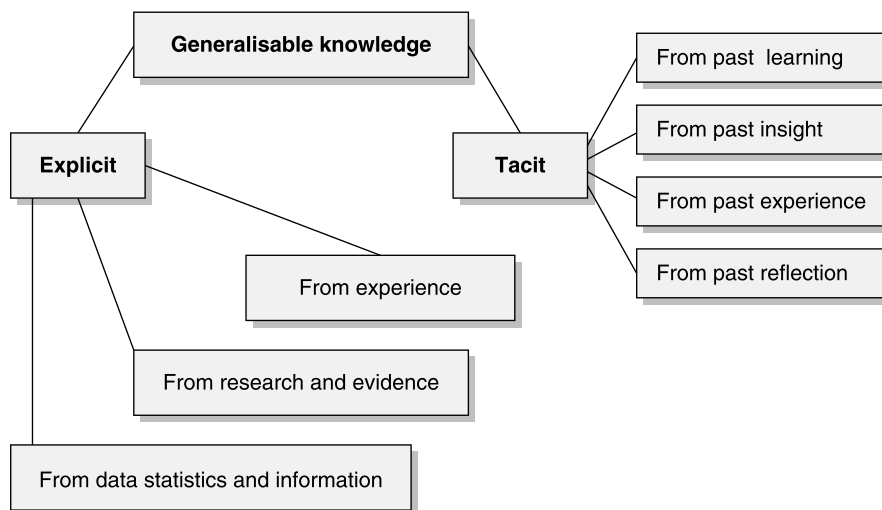 Generalisable knowledge
Explicit
Tacit
From past learning
From past insight
From past experience
From past reflection
From experience
From research and evidence
From data statistics and information